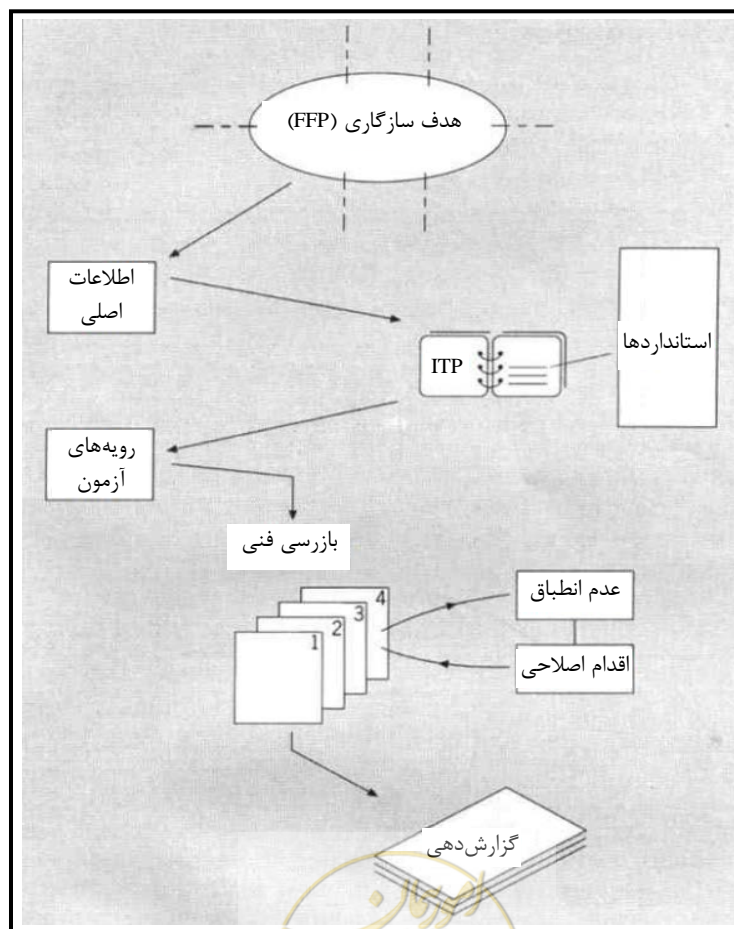 هدف سازگاری (FFP)
اطلاعات
اصلی
استانداردها
ITP
رویه‌های
آزمون
بازرسی فنی
1
2
3
4
عدم انطباق
اقدام اصلاحی
گزارش‌دهی